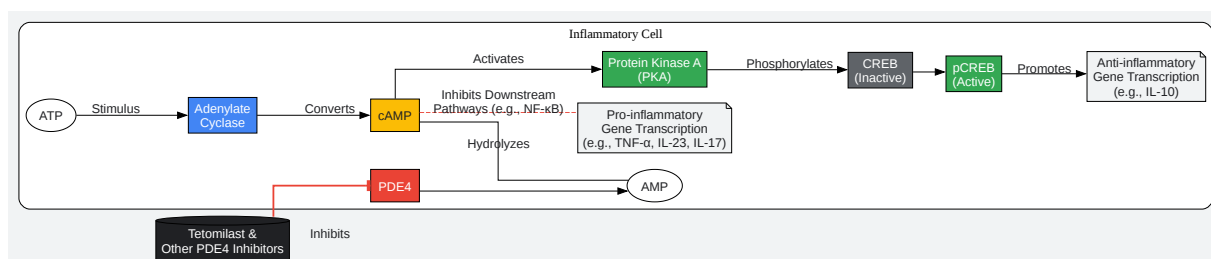 Inflammatory Cell
Activates
Protein Kinase A
(PKA)
Phosphorylates
CREB
(Inactive)
pCREB
(Active)
Promotes
Anti-inflammatory
Gene Transcription
(e.g., IL-10)
ATP
Stimulus
Adenylate
Cyclase
Converts
cAMP
Inhibits Downstream
Pathways (e.g., NF-κB)
Pro-inflammatory
Gene Transcription
(e.g., TNF-α, IL-23, IL-17)
Hydrolyzes
PDE4
AMP
Tetomilast &
Other PDE4 Inhibitors
Inhibits